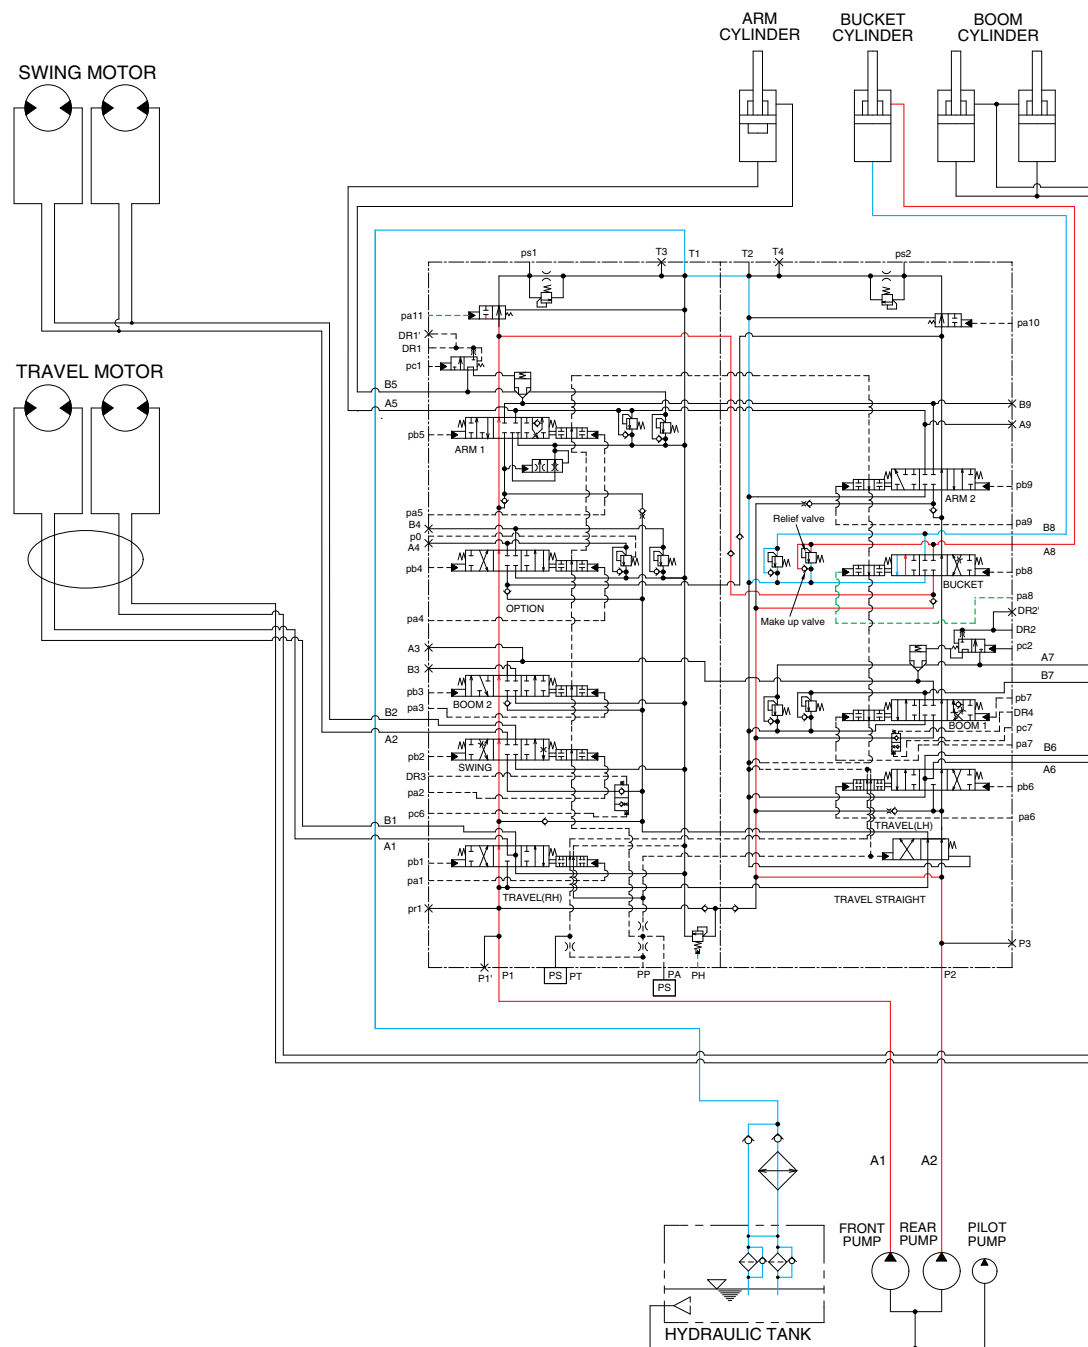 ARM
CYLINDER
BUCKET
CYLINDER
BOOM
CYLINDER
SWING MOTOR
TRAVEL MOTOR
ps1
T3
T1
T2
T4
ps2
pa11
pa10
DR1'
DR1
pc1
B5
A5
B9
A9
pb5
ARM 1
pb9
ARM 2
pa5
pa9
B4
p0
A4
Relief valve
B8
A8
pb4
pb8
BUCKET
OPTION
pa8
DR2'
pa4
Make up valve
DR2
A3
pc2
B3
A7
B7
pb3
pb7
pa3
BOOM 2
DR4
B2
BOOM 1
pc7
A2
pa7
pb2
SWING
B6
A6
DR3
pa2
pb6
pc6
pa6
B1
TRAVEL(LH)
A1
pb1
pa1
TRAVEL(RH)
TRAVEL STRAIGHT
pr1
P3
P1'
P1
PS
PT
PP
PA
PH
P2
PS
A1
A2
FRONT
PUMP
REAR
PUMP
PILOT
PUMP
HYDRAULIC TANK